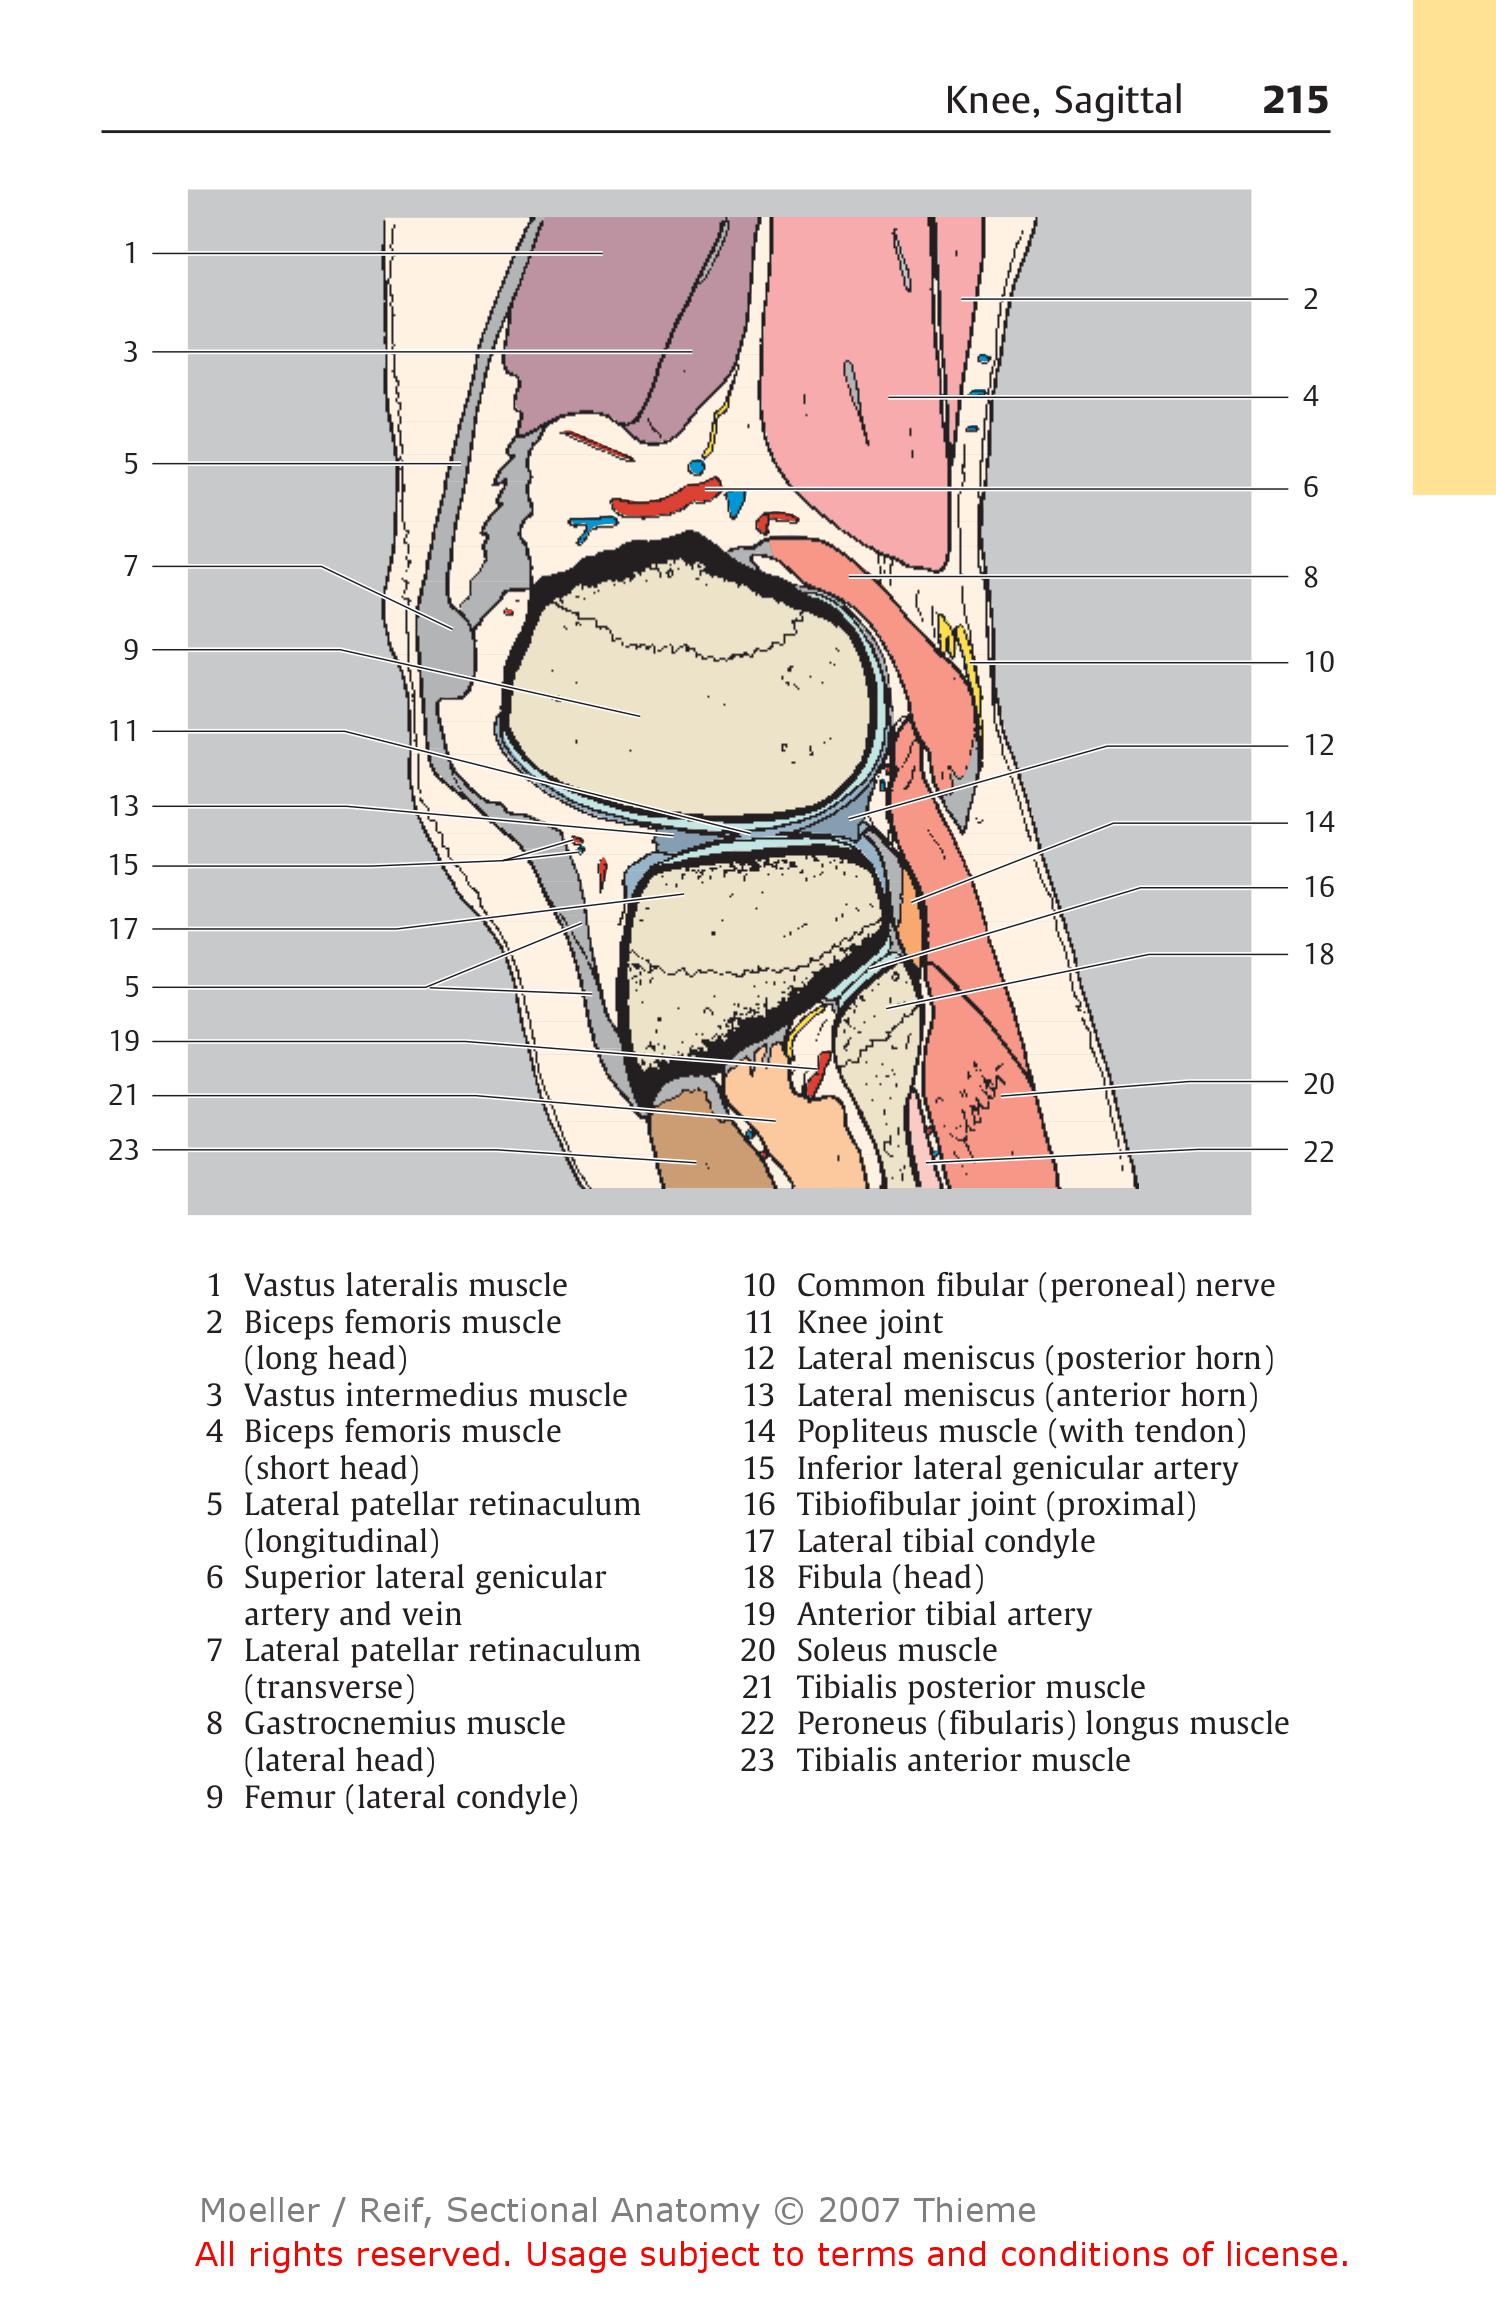 Knee, Sagittal 215
1
2
3
4
5
6
7
8
9
10
11
12
13
14
15
16
17
18
5
19
20
21
22
23
1 Vastus lateralis muscle
2 Biceps femoris muscle
(long head)
3 Vastus intermedius muscle
4 Biceps femoris muscle
(short head)
5 Lateral patellar retinaculum
(longitudinal)
6 Superior lateral genicular
artery and vein
7 Lateral patellar retinaculum
(transverse)
8 Gastrocnemius muscle
(lateral head)
9 Femur (lateral condyle)
10 Common fibular (peroneal) nerve
11 Knee joint
12 Lateral meniscus (posterior horn)
13 Lateral meniscus (anterior horn)
14 Popliteus muscle (with tendon)
15 Inferior lateral genicular artery
16 Tibiofibular joint (proximal)
17 Lateral tibial condyle
18 Fibula (head)
19 Anterior tibial artery
20 Soleus muscle
21 Tibialis posterior muscle
22 Peroneus (fibularis) longus muscle
23 Tibialis anterior muscle
Moeller / Reif, Sectional Anatomy © 2007 Thieme
All rights reserved. Usage subject to terms and conditions of license.